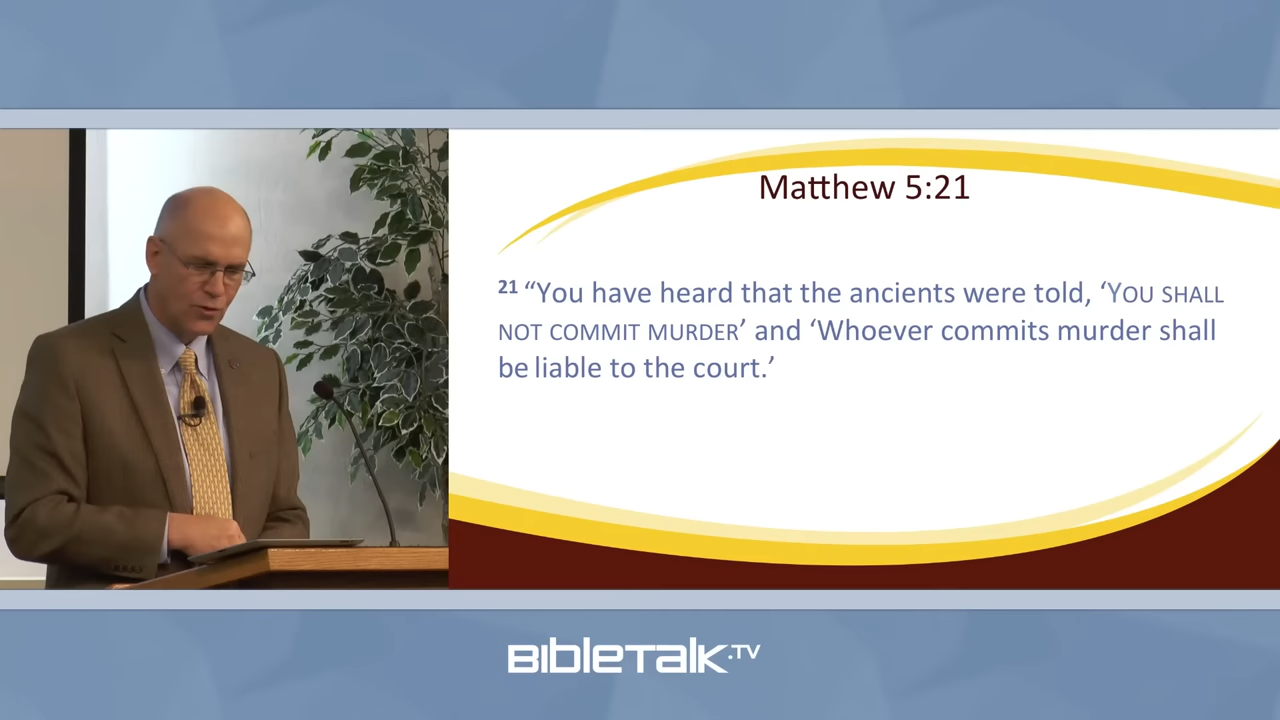 Matthew 5:21
21 “You have heard that the ancients were told, ‘YOU SHALL
NOT COMMIT MURDER’ and ‘Whoever commits murder shall
be liable to the court.’
BIBLETALK.TV